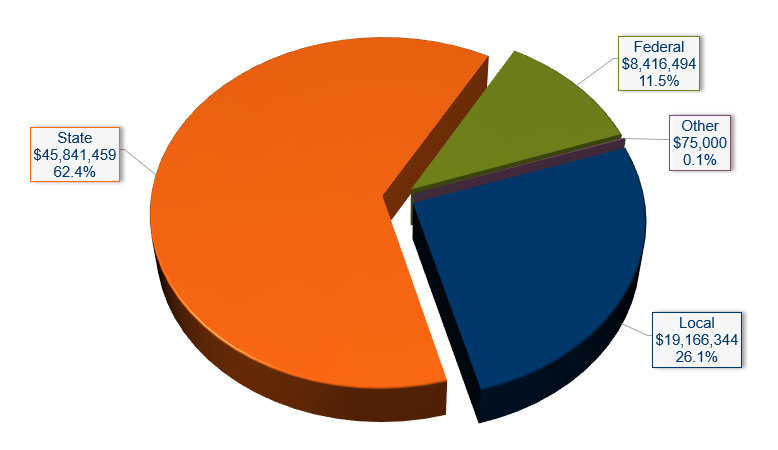 Federal
$8,416,494
11.5%
Other
$75,000
0.1%
State
$45,841,459
62.4%
Local
$19,166,344
26.1%